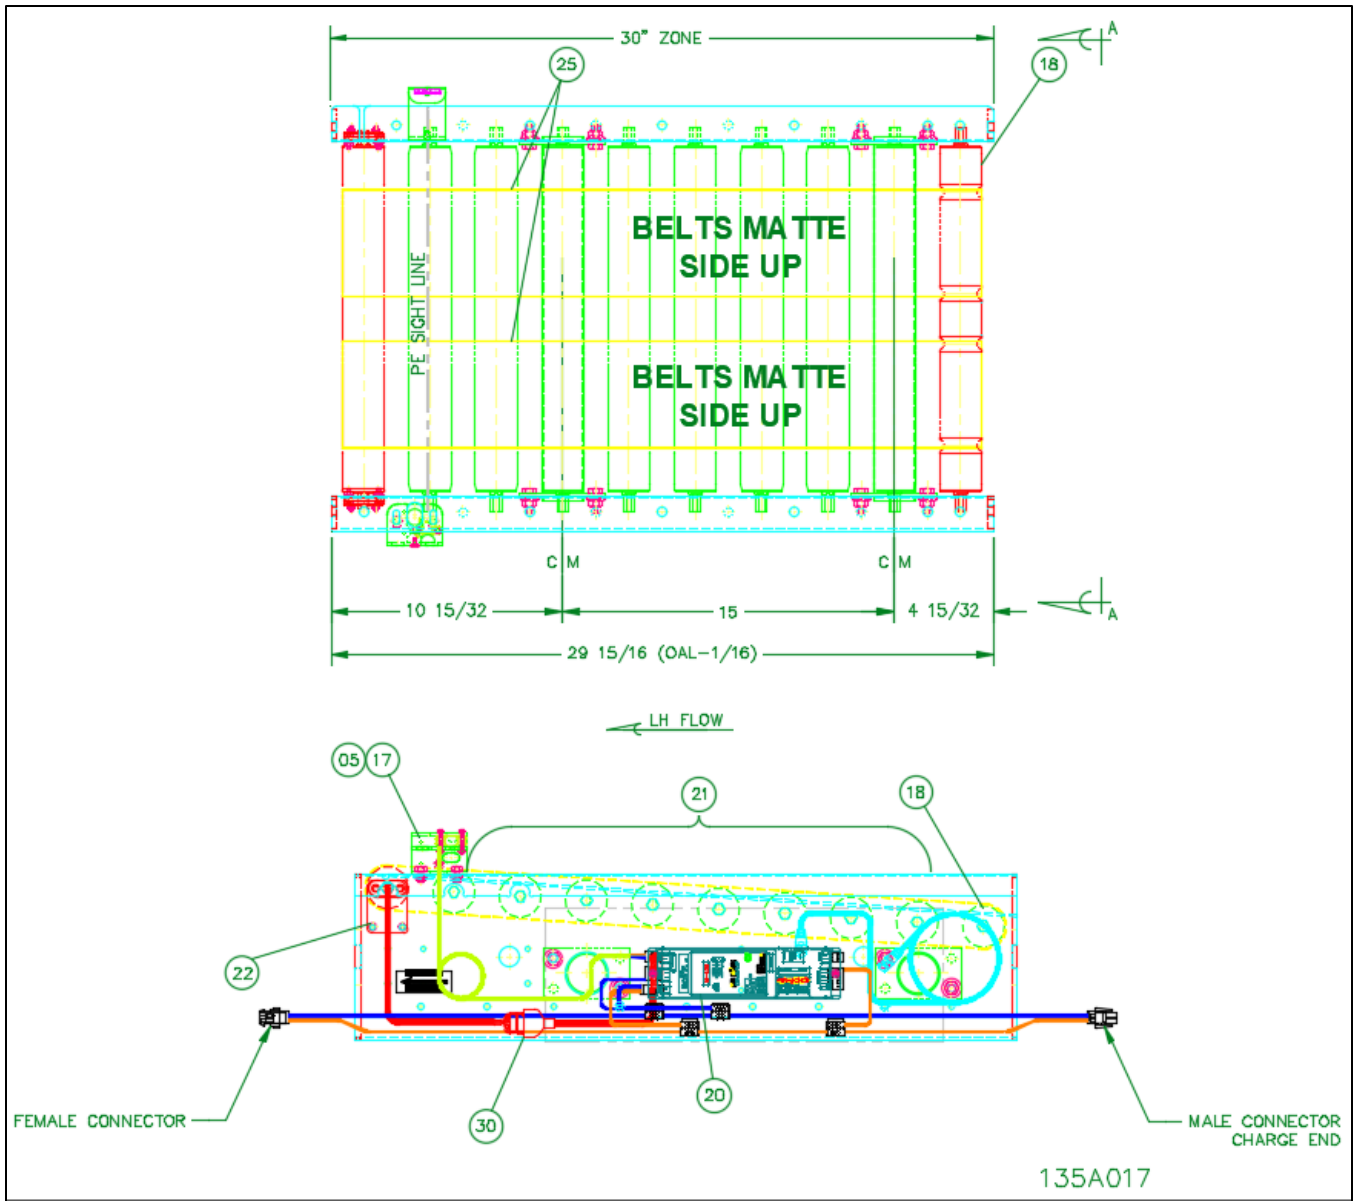 30" ZONE
A
25
18
BELTS MATTE
SIDE UP
PE SIGHT LINE
BELTS MATTE
SIDE UP
C M
C M
10 15/32
15
4 15/32
A
29 15/16 (OAL-1/16)
LH FLOW
05
17
21
18
22
20
30
FEMALE CONNECTOR
MALE CONNECTOR
CHARGE END
135A017